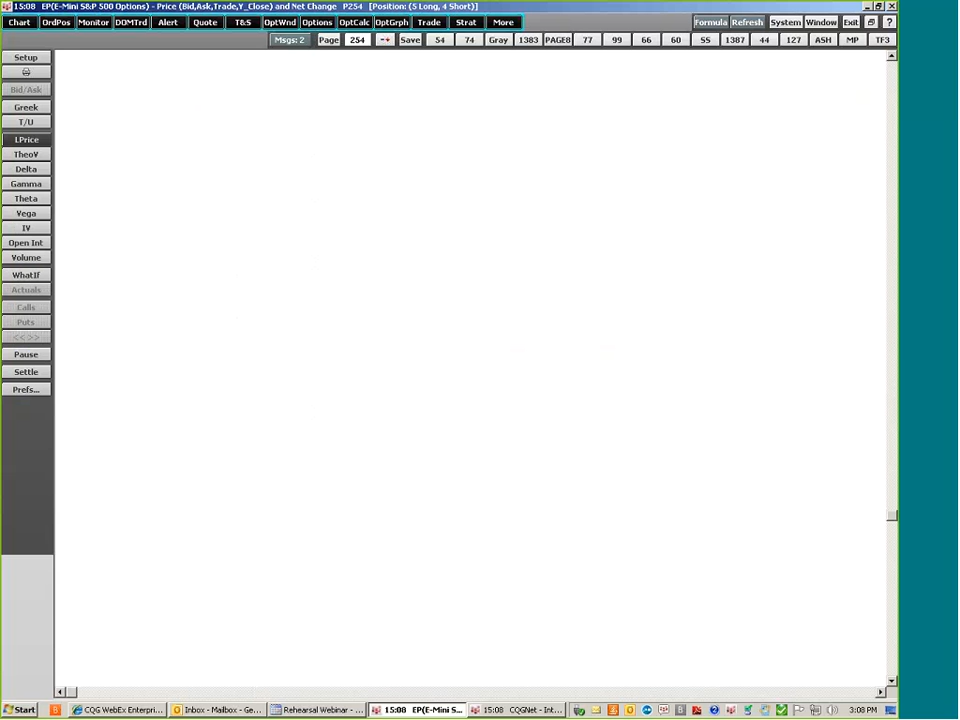 15:08 EP(E-Mini S&P 500 Options) - Price (Bid,Ask,Trade,Y_Close) and Net Change P254 [Position: (5 Long, 4 Short)]
Chart OrdPos Monitor DOMTrd Alert Quote T&S OptWnd Options OptCalc OptGrph Trade Strat More Formula Refresh System Window Exit ?
Msgs: 2 Page 254 -+ Save 54 74 Gray 1383 PAGE8 77 99 66 60 SS 1387 44 127 ASH MP TF3
Setup
Bid/Ask
Greek
T/U
LPrice
TheoV
Delta
Gamma
Theta
Vega
IV
Open Int
Volume
WhatIf
Actuals
Calls
Puts
<< >>
Pause
Settle
Prefs...
Start CQG WebEx Enterpri... Inbox - Mailbox - Ge... Rehearsal Webinar - ... 15:08 EP(E-Mini S... 15:08 CQGNet - Int... 3:08 PM